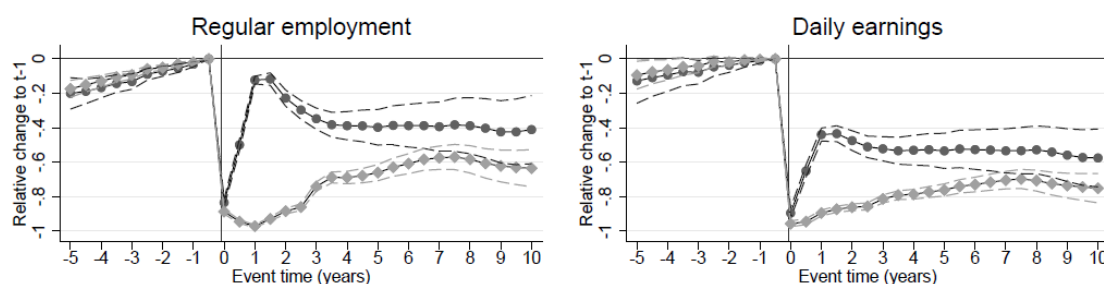 Regular employment
Relative change to t-1
0
-.2
-.4
-.6
-.8
-1
-5 -4 -3 -2 -1 0 1 2 3 4 5 6 7 8 9 10
Event time (years)
Daily earnings
Relative change to t-1
0
-.2
-.4
-.6
-.8
-1
-5 -4 -3 -2 -1 0 1 2 3 4 5 6 7 8 9 10
Event time (years)